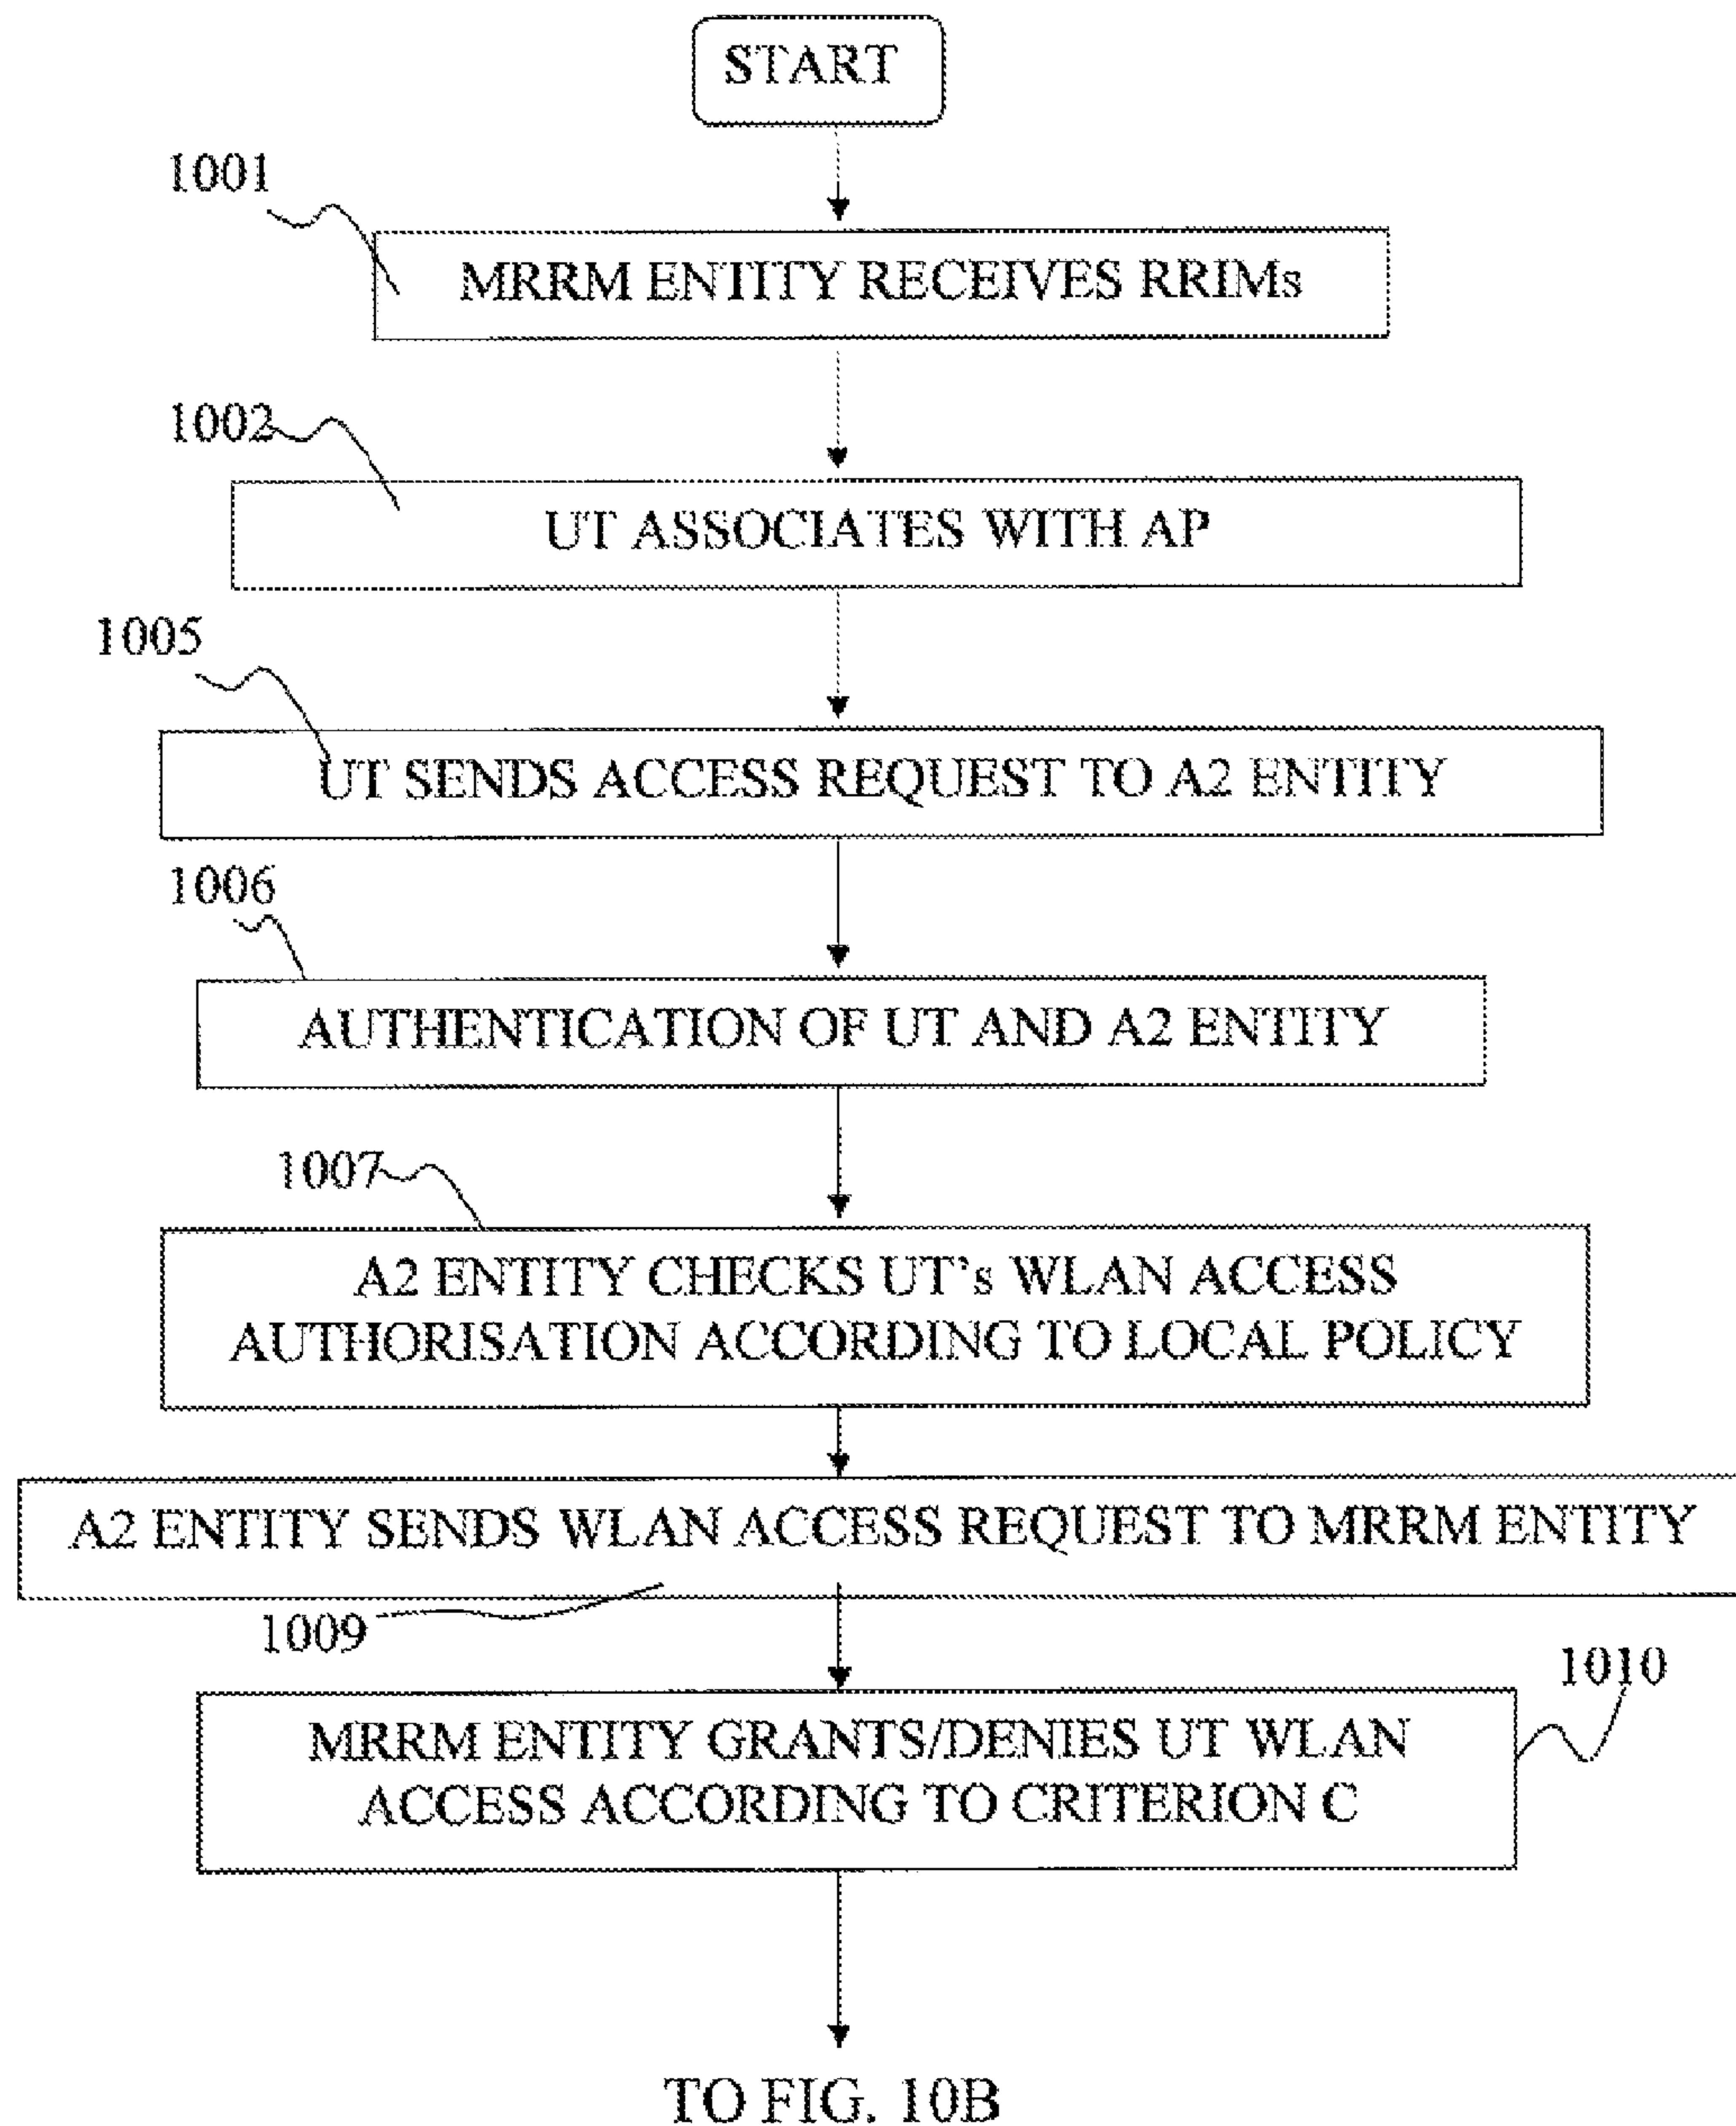 START
1001
MRRM ENTITY RECEIVES RRIMs
1002
UT ASSOCIATES WITH AP
1005
UT SENDS ACCESS REQUEST TO A2 ENTITY
1006
AUTHENTICATION OF UT AND A2 ENTITY
1007
A2 ENTITY CHECKS UT's WLAN ACCESS
AUTHORISATION ACCORDING TO LOCAL POLICY
A2 ENTITY SENDS WLAN ACCESS REQUEST TO MRRM ENTITY
1009
1010
MRRM ENTITY GRANTS/DENIES UT WLAN
ACCESS ACCORDING TO CRITERION C
TO FIG. 10B